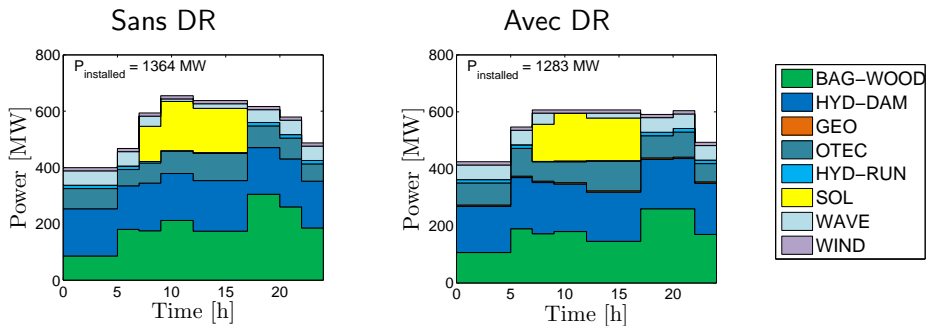 Sans DR
Avec DR
P_installed = 1364 MW
P_installed = 1283 MW
Power [MW]
800
600
400
200
0
0 5 10 15 20
Time [h]
Power [MW]
800
600
400
200
0
0 5 10 15 20
Time [h]
BAG-WOOD
HYD-DAM
GEO
OTEC
HYD-RUN
SOL
WAVE
WIND